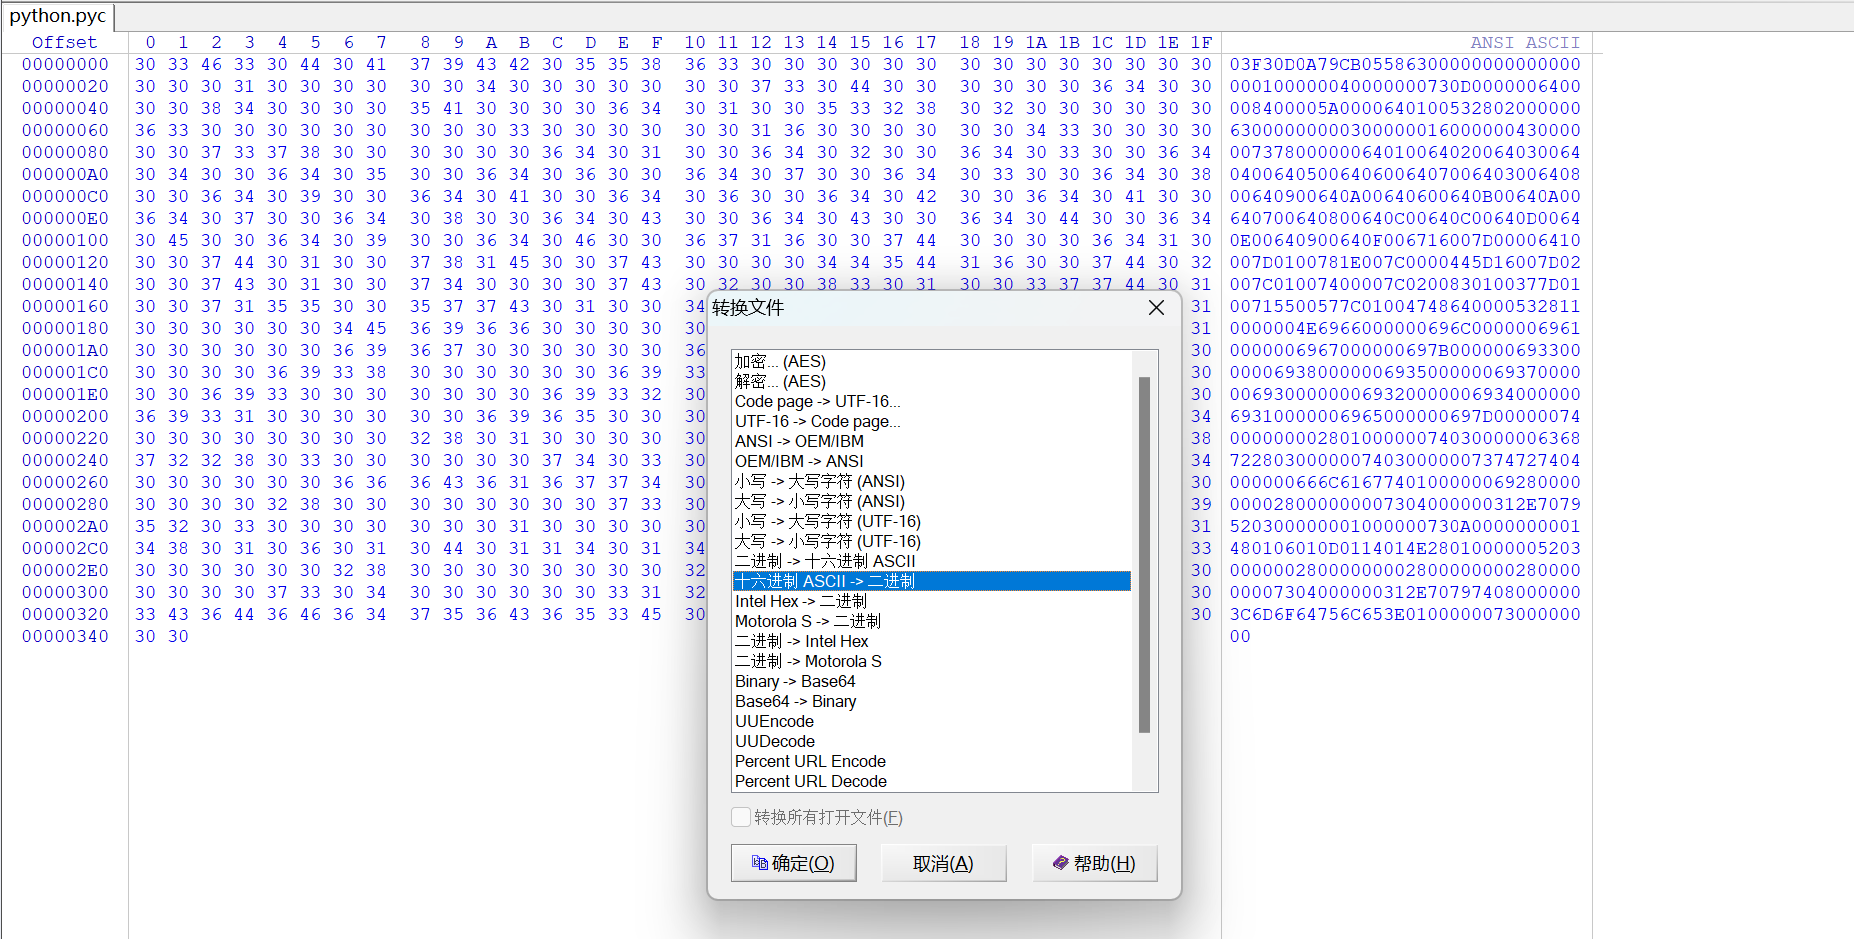 python.pyc
Offset 0 1 2 3 4 5 6 7 8 9 A B C D E F 10 11 12 13 14 15 16 17 18 19 1A 1B 1C 1D 1E 1F ANSI ASCII
00000000 30 33 46 33 30 44 30 41 37 39 43 42 30 35 35 38 36 33 30 30 30 30 30 30 30 30 30 30 30 30 30 30 03F30D0A79CB05586300000000000000
00000020 30 30 30 31 30 30 30 30 30 30 34 30 30 30 30 30 30 30 37 33 30 44 30 30 30 30 30 30 36 34 30 30 000100000040000000730D0000006400
00000040 30 30 38 34 30 30 30 30 35 41 30 30 30 30 36 34 30 31 30 30 35 33 32 38 30 32 30 30 30 30 30 30 008400005A0000640100532802000000
00000060 36 33 30 30 30 30 30 30 30 30 30 33 30 30 30 30 30 30 31 36 30 30 30 30 30 30 34 33 30 30 30 30 63000000000300000016000000430000
00000080 30 30 37 33 37 38 30 30 30 30 30 30 36 34 30 31 30 30 36 34 30 32 30 30 36 34 30 33 30 30 36 34 00737800000064010064020064030064
000000A0 30 34 30 30 36 34 30 35 30 30 36 34 30 36 30 30 36 34 30 37 30 30 36 34 30 33 30 30 36 34 30 38 04006405006406006407006403006408
000000C0 30 30 36 34 30 39 30 30 36 34 30 41 30 30 36 34 30 36 30 30 36 34 30 42 30 30 36 34 30 41 30 30 00640900640A00640600640B00640A00
000000E0 36 34 30 37 30 30 36 34 30 38 30 30 36 34 30 43 30 30 36 34 30 43 30 30 36 34 30 44 30 30 36 34 640700640800640C00640C00640D0064
00000100 30 45 30 30 36 34 30 39 30 30 36 34 30 46 30 30 36 37 31 36 30 30 37 44 30 30 30 30 36 34 31 30 0E00640900640F006716007D00006410
00000120 30 30 37 44 30 31 30 30 37 38 31 45 30 30 37 43 30 30 30 30 34 34 35 44 31 36 30 30 37 44 30 32 007D0100781E007C0000445D16007D02
00000140 30 30 37 43 30 31 30 30 37 34 30 30 30 30 37 43 30 32 30 30 38 33 30 31 30 30 33 37 37 44 30 31 007C01007400007C0200830100377D01
00000160 30 30 37 31 35 35 30 30 35 37 37 43 30 31 30 30 34 31 00715500577C01004748640000532811
00000180 30 30 30 30 30 30 34 45 36 39 36 36 30 30 30 30 30 31 0000004E6966000000696C0000006961
000001A0 30 30 30 30 30 30 36 39 36 37 30 30 30 30 30 30 36 30 0000006967000000697B000000693300
000001C0 30 30 30 30 36 39 33 38 30 30 30 30 30 30 36 39 33 30 00006938000000693500000069370000
000001E0 30 30 36 39 33 30 30 30 30 30 30 30 36 39 33 32 30 30 00693000000069320000006934000000
00000200 36 39 33 31 30 30 30 30 30 30 36 39 36 35 30 30 30 34 69310000006965000000697D00000074
00000220 30 30 30 30 30 30 30 30 32 38 30 31 30 30 30 30 30 38 00000000280100000074030000006368
00000240 37 32 32 38 30 33 30 30 30 30 30 30 37 34 30 33 30 34 72280300000074030000007374727404
00000260 30 30 30 30 30 30 36 36 36 43 36 31 36 37 37 34 30 30 000000666C6167740100000069280000
00000280 30 30 30 30 32 38 30 30 30 30 30 30 30 30 37 33 30 39 000028000000007304000000312E7079
000002A0 35 32 30 33 30 30 30 30 30 30 30 31 30 30 30 30 30 31 520300000001000000730A0000000001
000002C0 34 38 30 31 30 36 30 31 30 44 30 31 31 34 30 31 34 33 480106010D0114014E28010000005203
000002E0 30 30 30 30 30 30 32 38 30 30 30 30 30 30 30 30 32 30 00000028000000002800000000280000
00000300 30 30 30 30 37 33 30 34 30 30 30 30 30 30 33 31 32 30 00007304000000312E70797408000000
00000320 33 43 36 44 36 46 36 34 37 35 36 43 36 35 33 45 30 30 3C6D6F64756C653E0100000073000000
00000340 30 30 00
转换文件
加密... (AES)
解密... (AES)
Code page -> UTF-16...
UTF-16 -> Code page...
ANSI -> OEM/IBM
OEM/IBM -> ANSI
小写 -> 大写字符 (ANSI)
大写 -> 小写字符 (ANSI)
小写 -> 大写字符 (UTF-16)
大写 -> 小写字符 (UTF-16)
二进制 -> 十六进制 ASCII
十六进制 ASCII -> 二进制
Intel Hex -> 二进制
Motorola S -> 二进制
二进制 -> Intel Hex
二进制 -> Motorola S
Binary -> Base64
Base64 -> Binary
UUEncode
UUDecode
Percent URL Encode
Percent URL Decode
转换所有打开文件(F)
确定(O) 取消(A) 帮助(H)